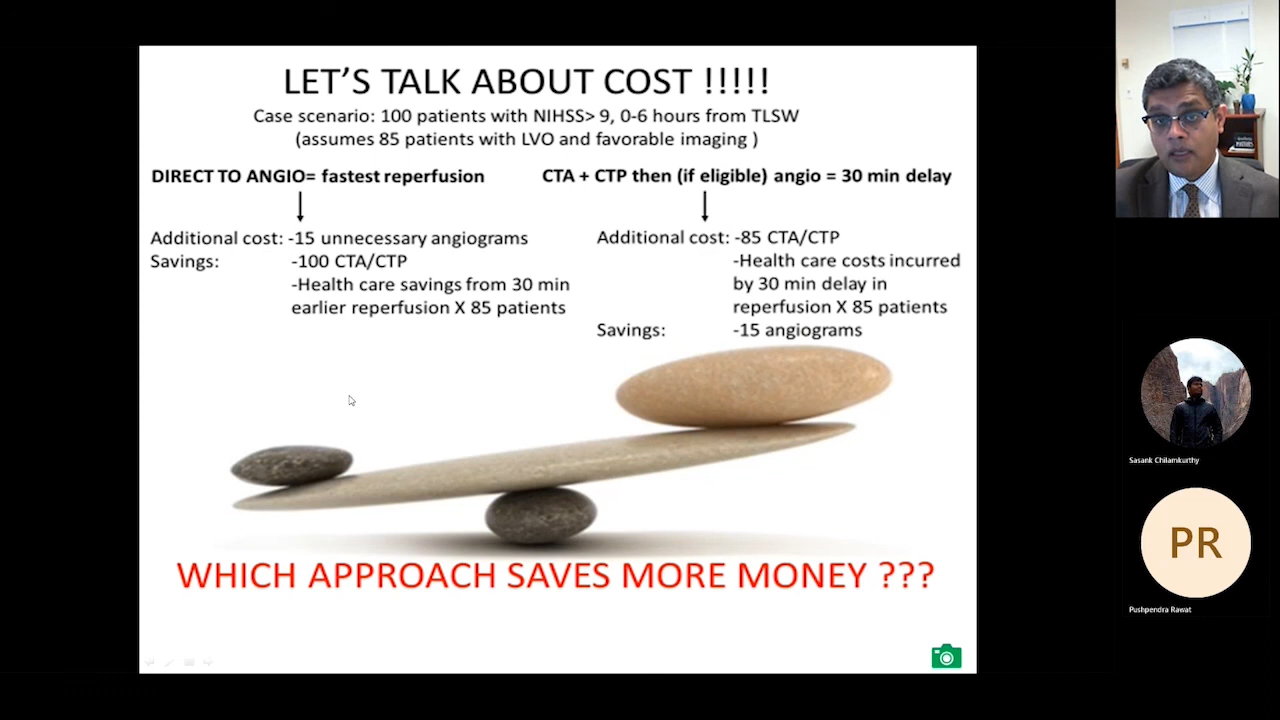 LET'S TALK ABOUT COST !!!!!
Case scenario: 100 patients with NIHSS> 9, 0-6 hours from TLSW
(assumes 85 patients with LVO and favorable imaging )
DIRECT TO ANGIO= fastest reperfusion
Additional cost: -15 unnecessary angiograms
Savings: -100 CTA/CTP
-Health care savings from 30 min
earlier reperfusion X 85 patients
CTA + CTP then (if eligible) angio = 30 min delay
Additional cost: -85 CTA/CTP
-Health care costs incurred
by 30 min delay in
reperfusion X 85 patients
Savings: -15 angiograms
WHICH APPROACH SAVES MORE MONEY ???
Sasank Chilamkurthy
PR
Pushpendra Rawat